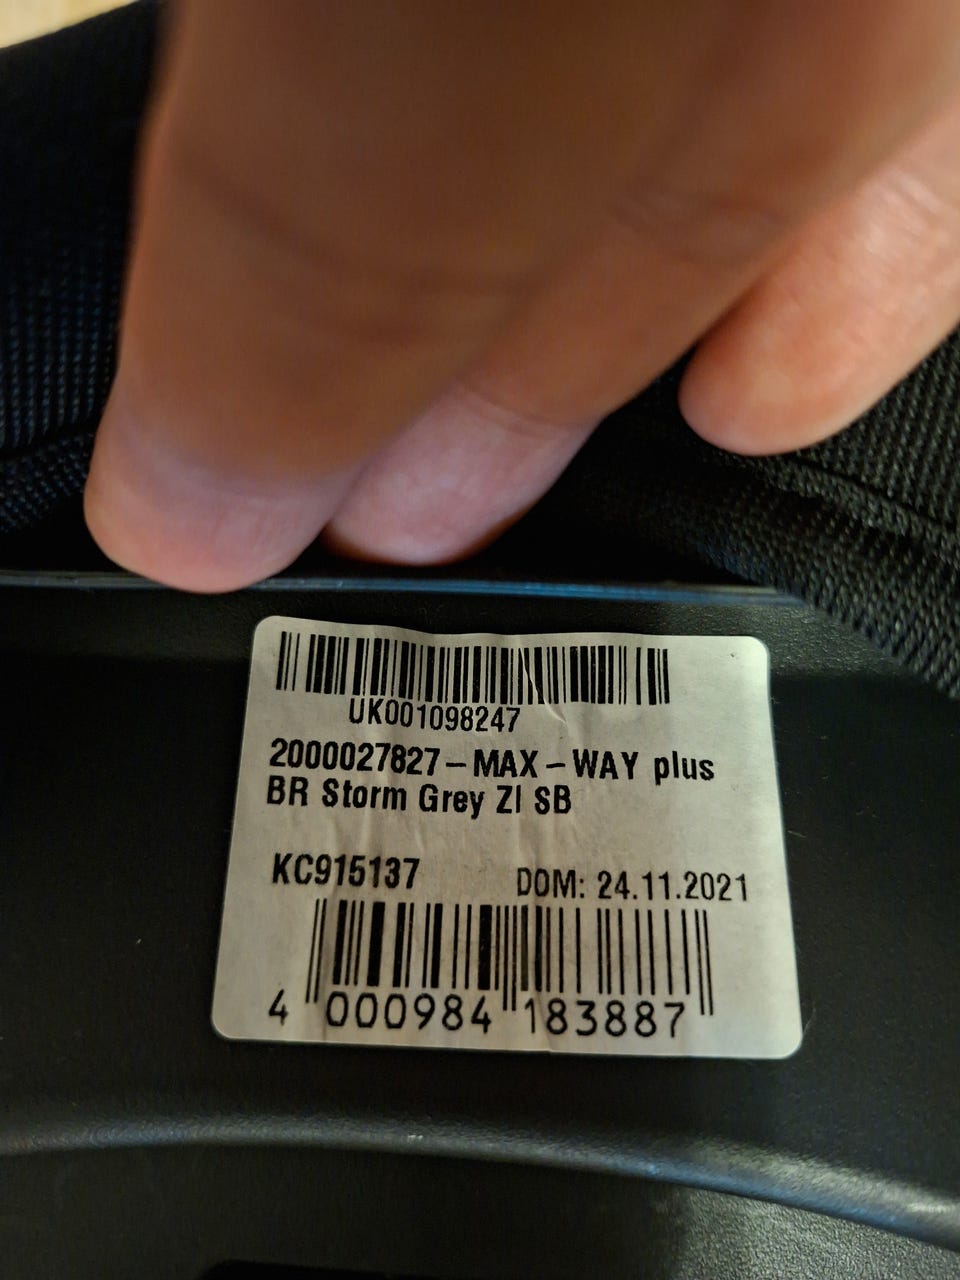 UK001098247
2000027827-MAX-WAY plus
BR Storm Grey ZI SB
KC915137 DOM: 24.11.2021
4 000984 183887